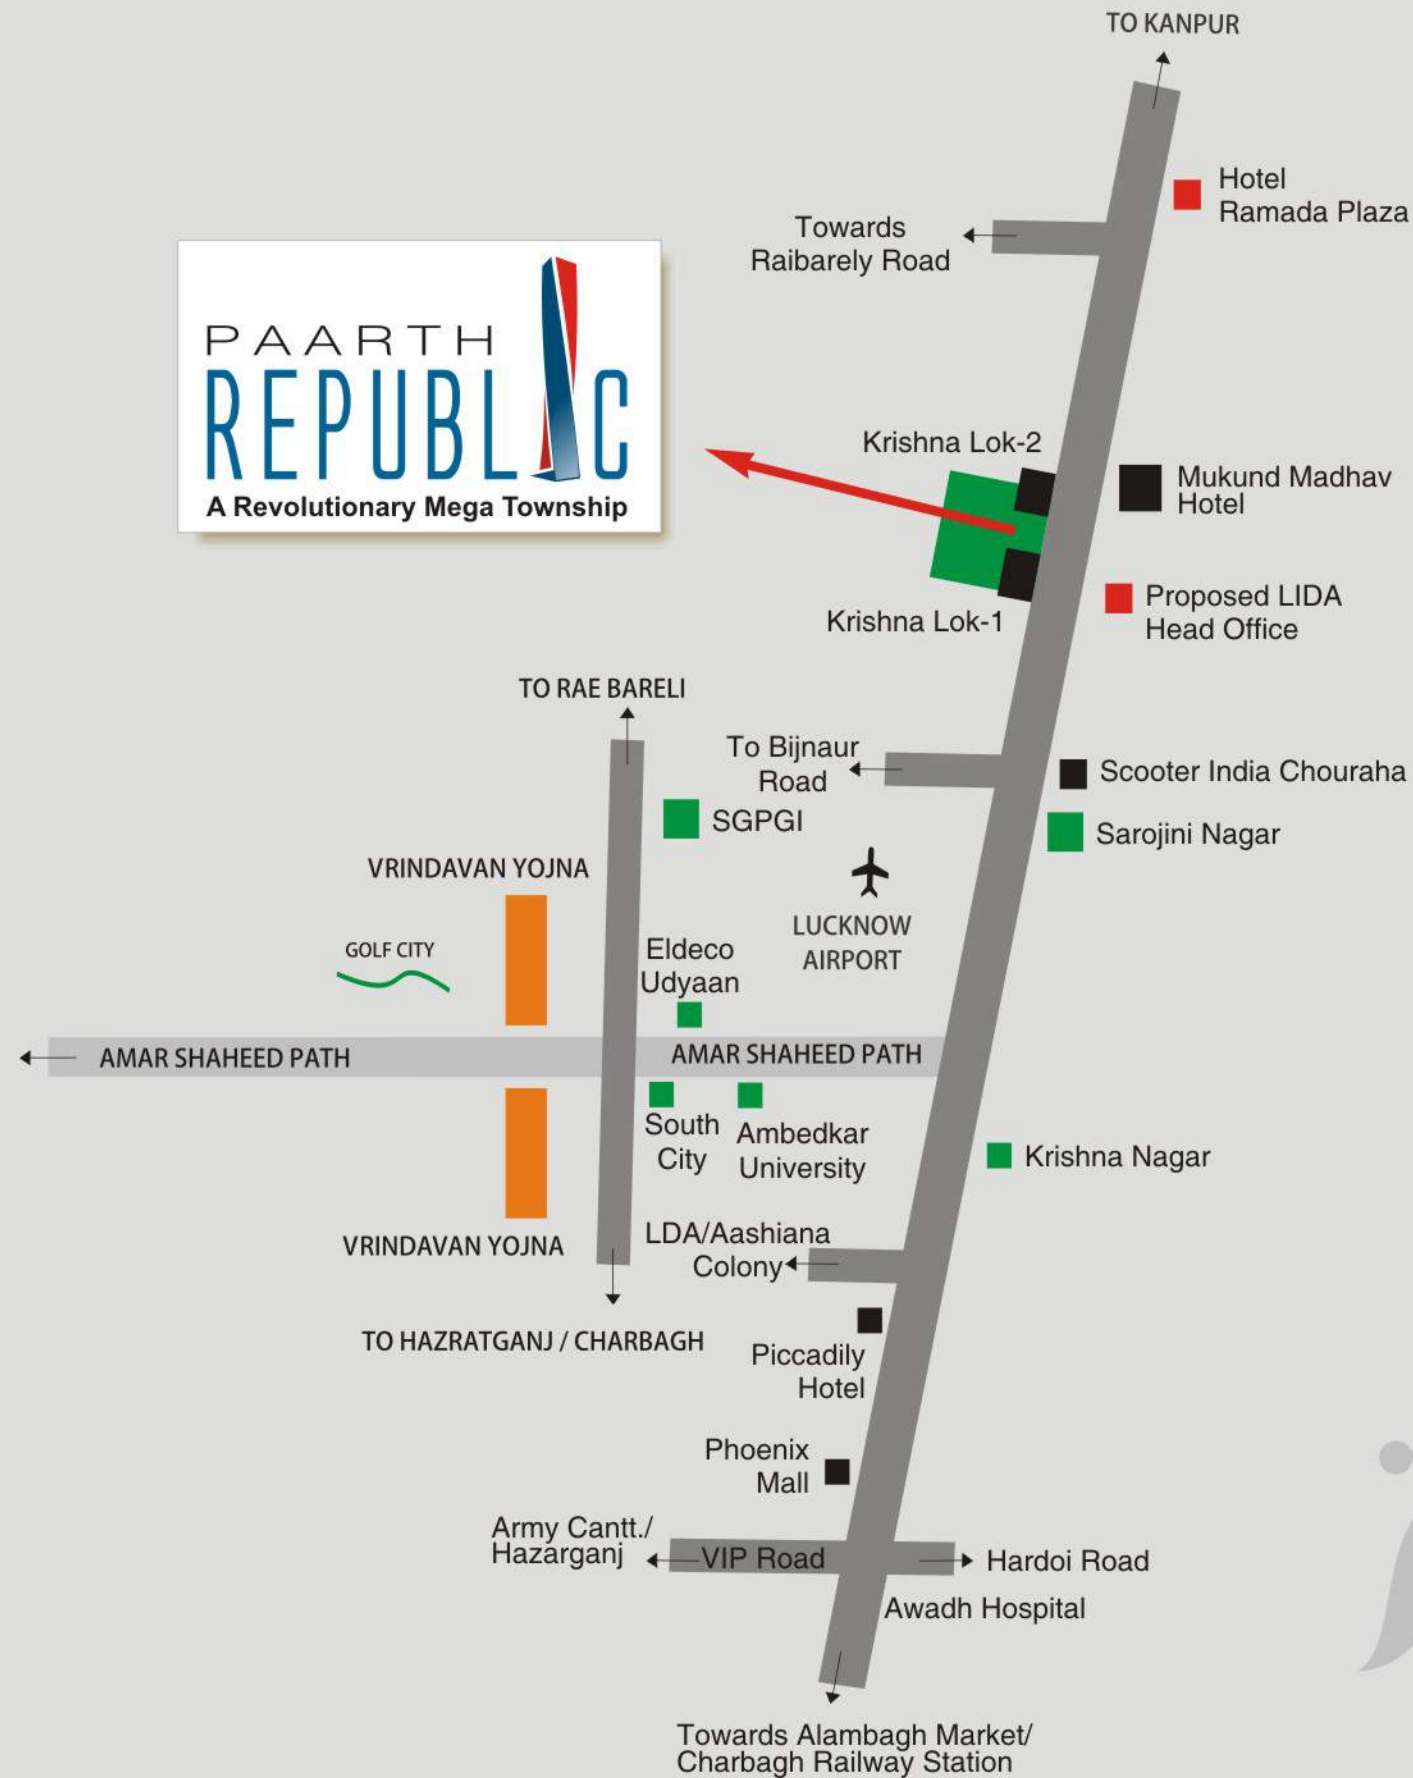 TO KANPUR
Hotel
Ramada Plaza
Towards
Raibarely Road
PAARTH
REPUBLIC
A Revolutionary Mega Township
Krishna Lok-2
Mukund Madhav
Hotel
Proposed LIDA
Head Office
Krishna Lok-1
TO RAE BARELI
To Bijnaur
Road
Scooter India Chouraha
SGPGI
Sarojini Nagar
VRINDAVAN YOJNA
LUCKNOW
AIRPORT
GOLF CITY
Eldeco
Udyaan
AMAR SHAHEED PATH
AMAR SHAHEED PATH
South
City
Ambedkar
University
Krishna Nagar
LDA/Aashiana
Colony
VRINDAVAN YOJNA
TO HAZRATGANJ / CHARBAGH
Piccadily
Hotel
Phoenix
Mall
Army Cantt./
Hazarganj
VIP Road
Hardoi Road
Awadh Hospital
Towards Alambagh Market/
Charbagh Railway Station